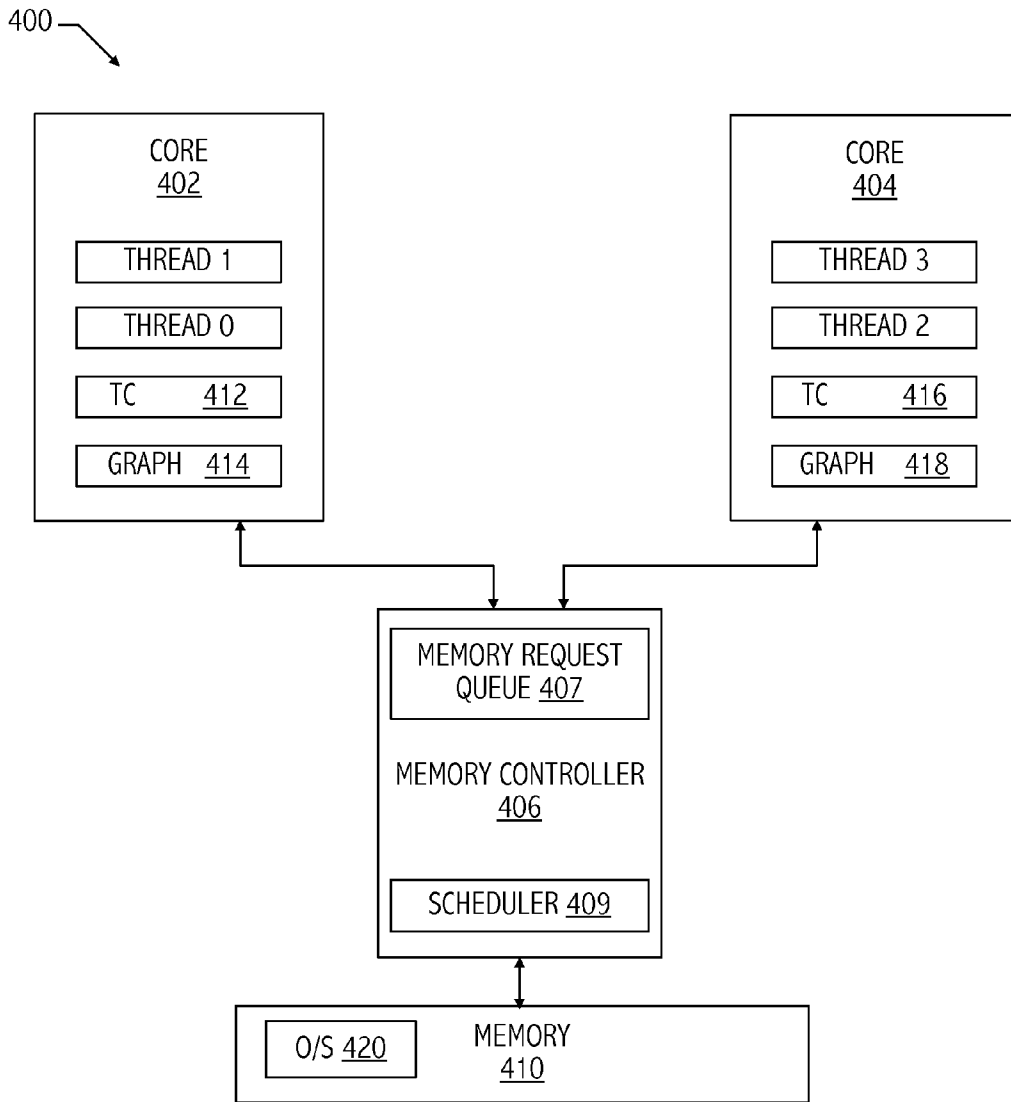 400
CORE
402
THREAD 1
THREAD 0
TC 412
GRAPH 414
CORE
404
THREAD 3
THREAD 2
TC 416
GRAPH 418
MEMORY REQUEST
QUEUE 407
MEMORY CONTROLLER
406
SCHEDULER 409
O/S 420
MEMORY
410